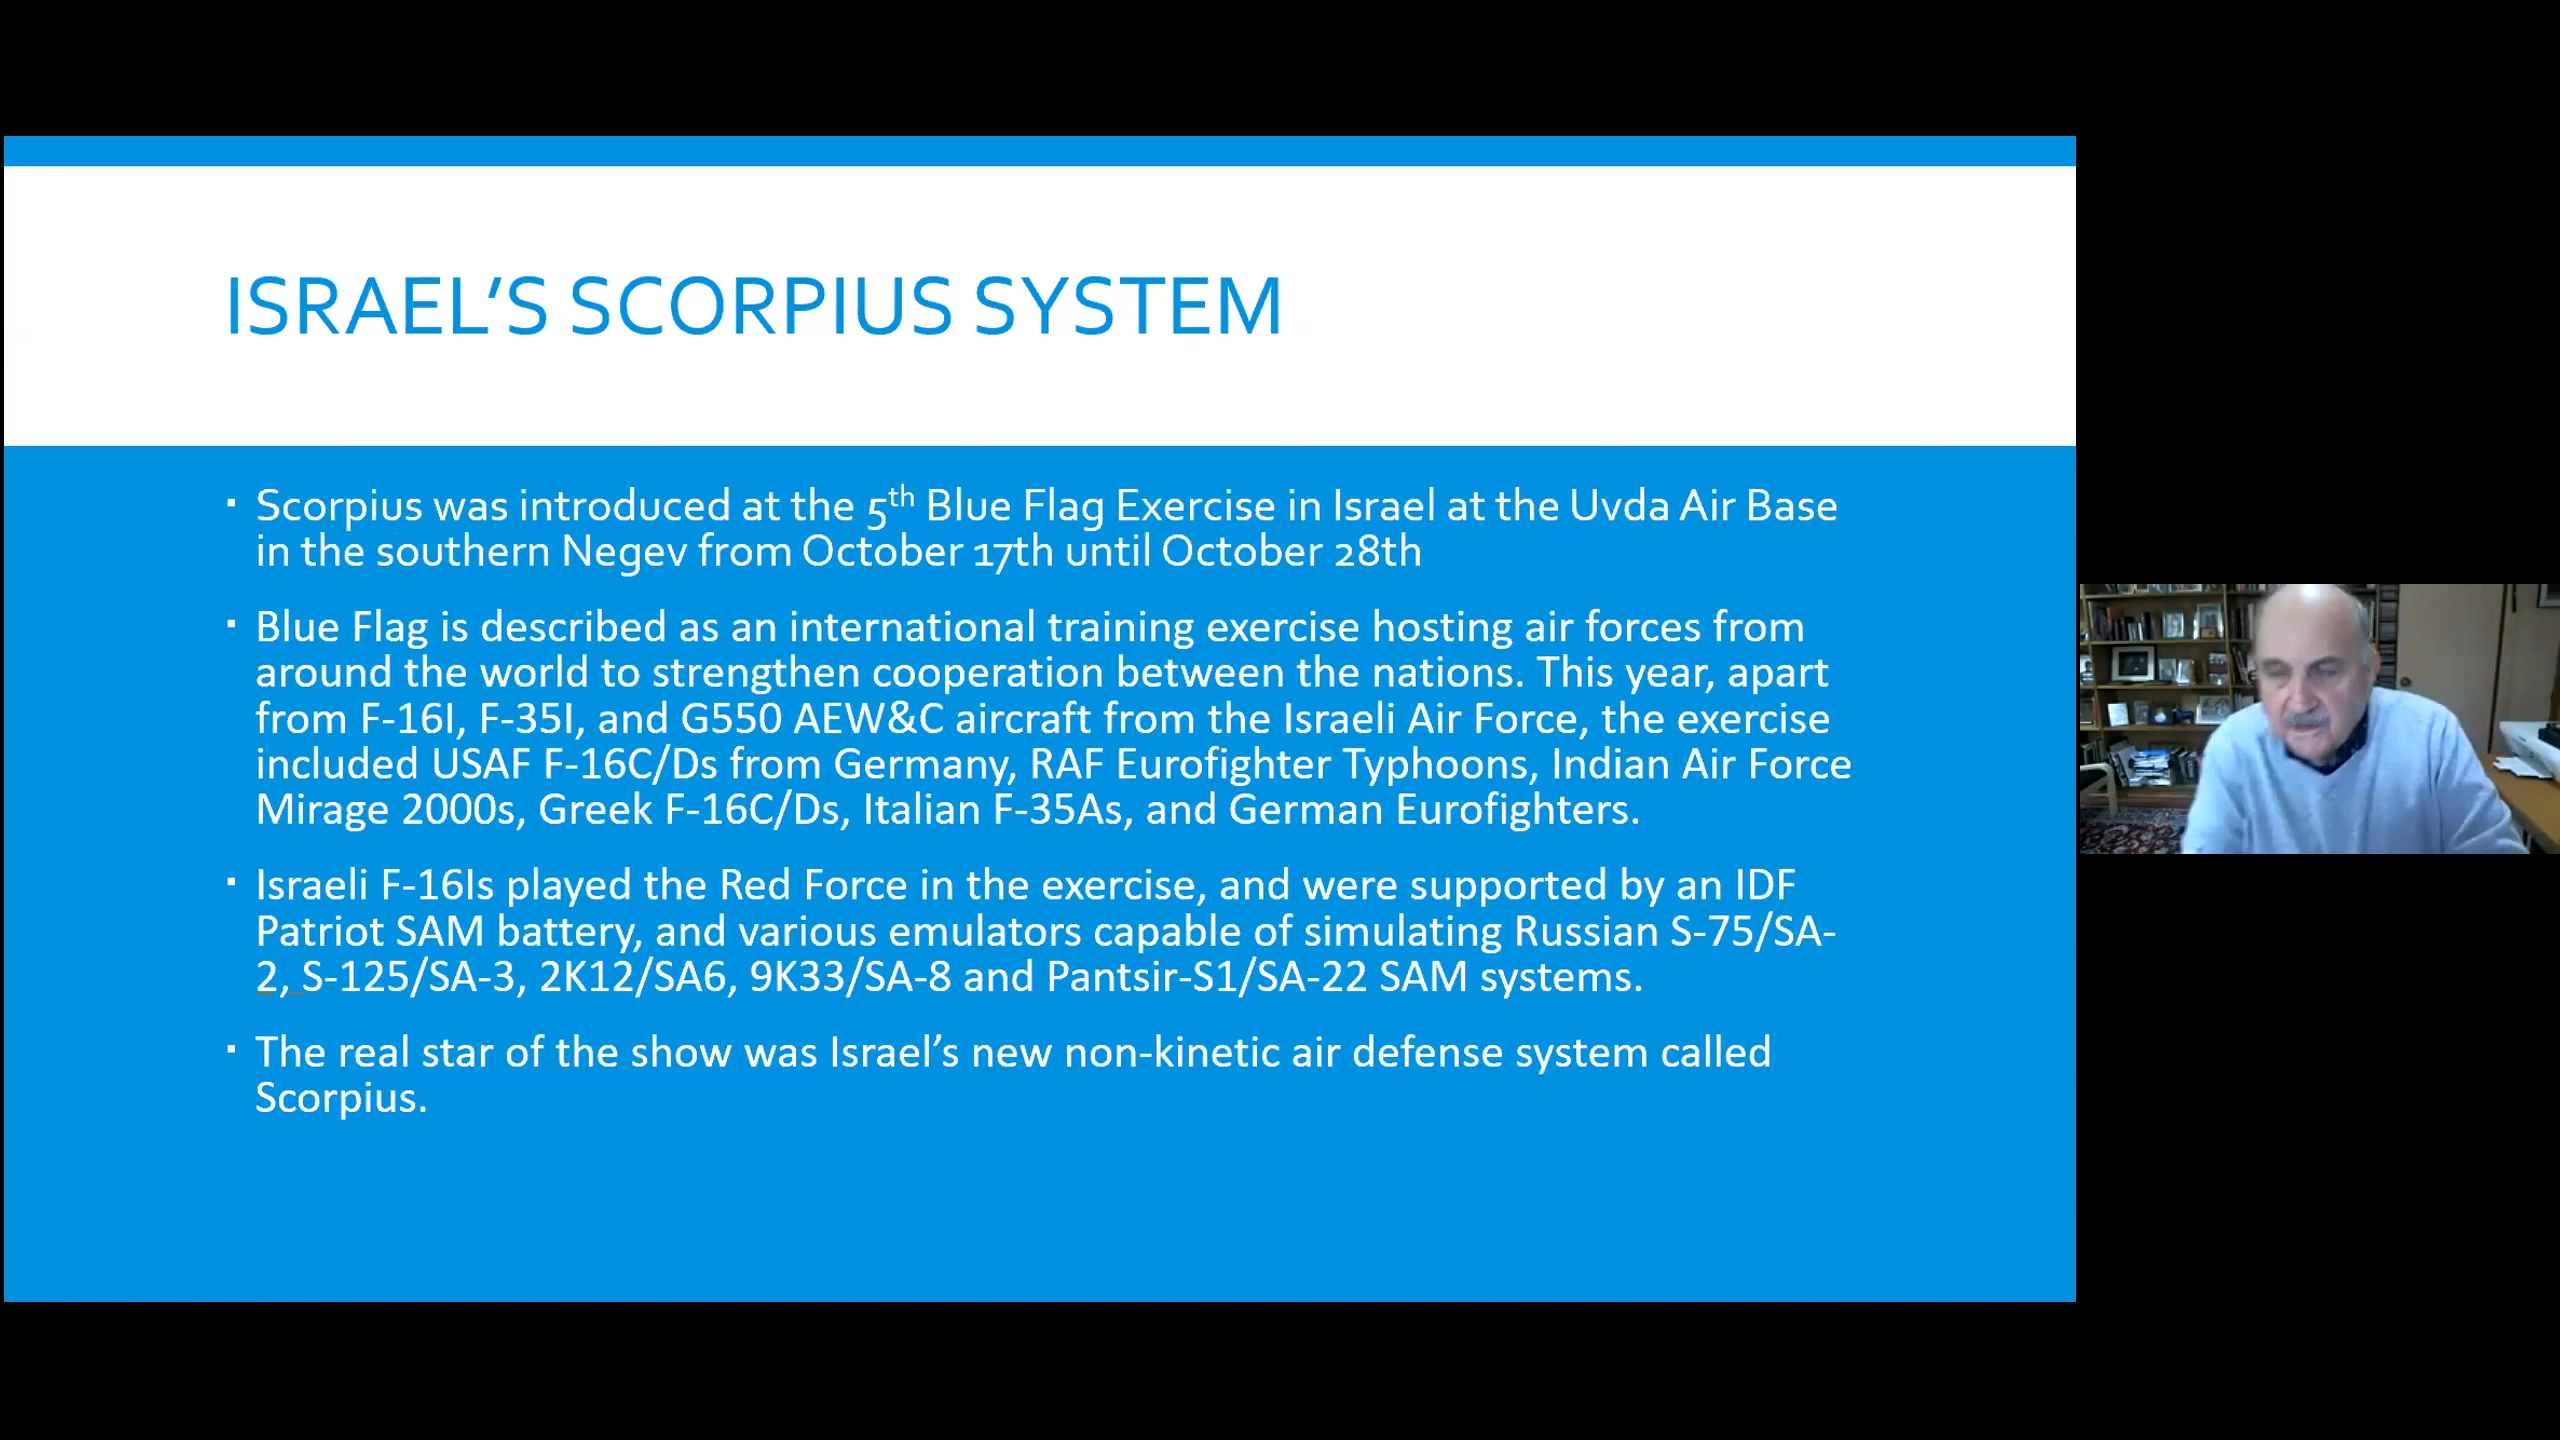 ISRAEL’S SCORPIUS SYSTEM
▪ Scorpius was introduced at the 5th Blue Flag Exercise in Israel at the Uvda Air Base
in the southern Negev from October 17th until October 28th
▪ Blue Flag is described as an international training exercise hosting air forces from
around the world to strengthen cooperation between the nations. This year, apart
from F-16I, F-35I, and G550 AEW&C aircraft from the Israeli Air Force, the exercise
included USAF F-16C/Ds from Germany, RAF Eurofighter Typhoons, Indian Air Force
Mirage 2000s, Greek F-16C/Ds, Italian F-35As, and German Eurofighters.
▪ Israeli F-16Is played the Red Force in the exercise, and were supported by an IDF
Patriot SAM battery, and various emulators capable of simulating Russian S-75/SA-
2, S-125/SA-3, 2K12/SA6, 9K33/SA-8 and Pantsir-S1/SA-22 SAM systems.
▪ The real star of the show was Israel’s new non-kinetic air defense system called
Scorpius.